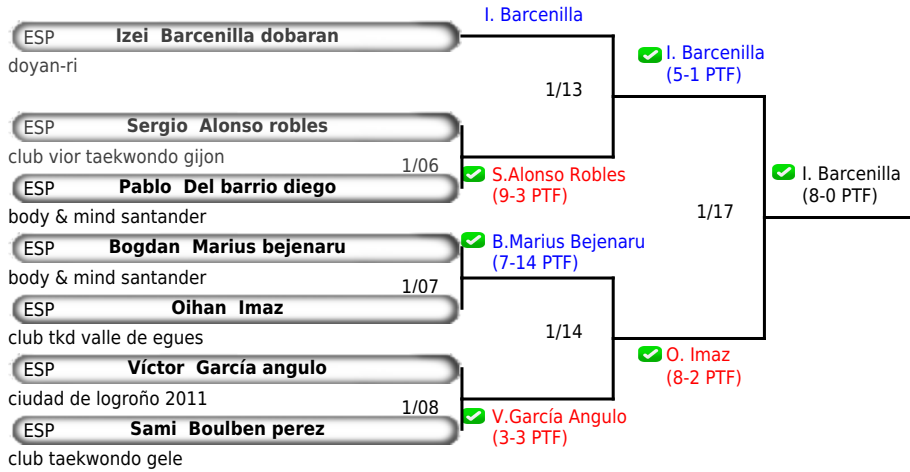 I. Barcenilla
ESP Izei Barcenilla dobaran
doyan-ri
I. Barcenilla
(5-1 PTF)
1/13
ESP Sergio Alonso robles
club vior taekwondo gijon
1/06
S.Alonso Robles
(9-3 PTF)
ESP Pablo Del barrio diego
body & mind santander
I. Barcenilla
(8-0 PTF)
1/17
ESP Bogdan Marius bejenaru
body & mind santander
B.Marius Bejenaru
(7-14 PTF)
1/07
ESP Oihan Imaz
club tkd valle de egues
1/14
O. Imaz
(8-2 PTF)
ESP Víctor García angulo
ciudad de logroño 2011
1/08
V.García Angulo
(3-3 PTF)
ESP Sami Boulben perez
club taekwondo gele